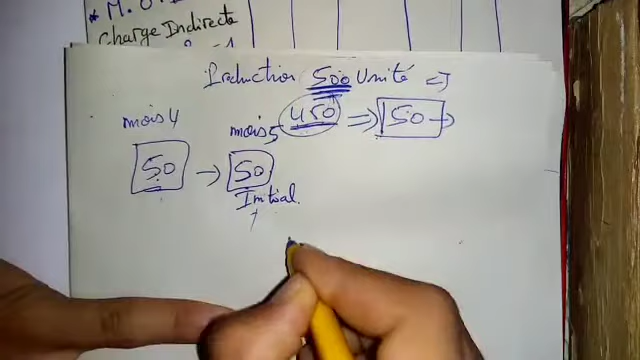 * M.O.
Charge Indirecte
Production 500 Unité =>
mois 4
mois 5
450 => 50 ->
50 -> 50
Initial